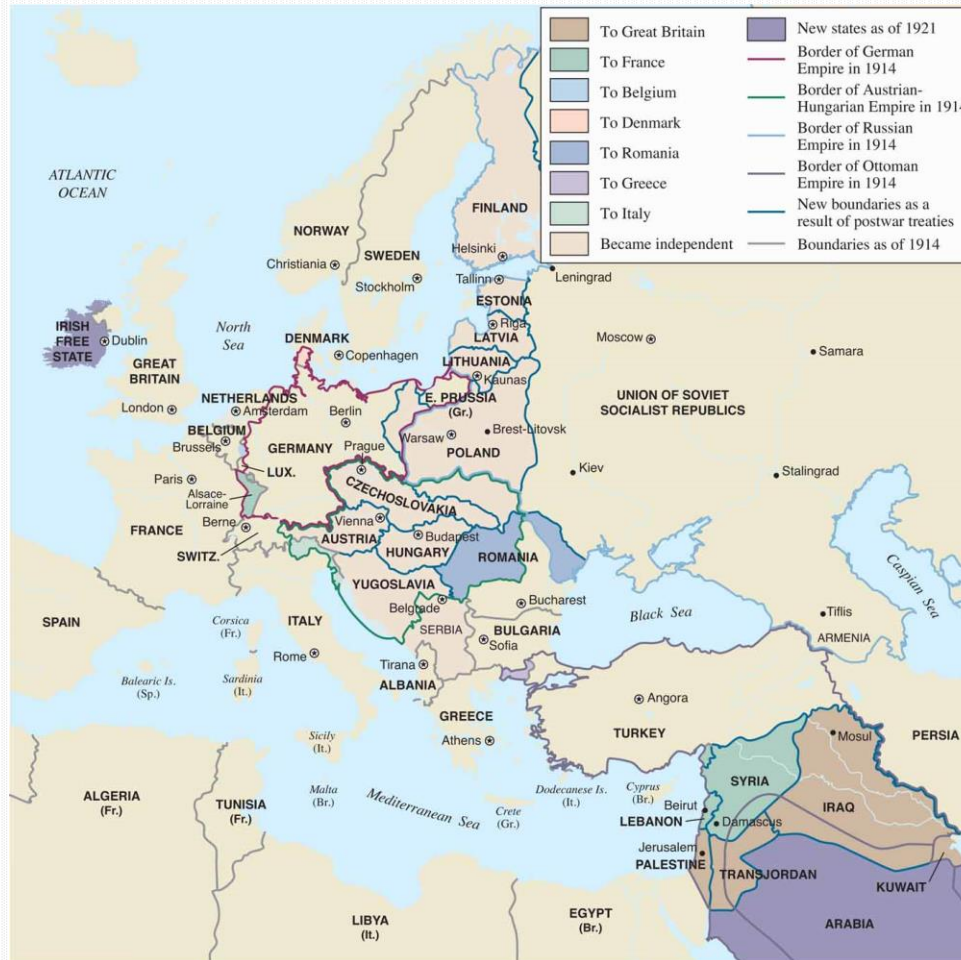 To Great Britain
To France
To Belgium
To Denmark
To Romania
To Greece
To Italy
Became independent
New states as of 1921
Border of German
Empire in 1914
Border of Austrian-
Hungarian Empire in 1914
Border of Russian
Empire in 1914
Border of Ottoman
Empire in 1914
New boundaries as a
result of postwar treaties
Boundaries as of 1914
ATLANTIC
OCEAN
NORWAY
Christiania
SWEDEN
Stockholm
FINLAND
Helsinki
Tallinn
Leningrad
ESTONIA
Riga
LATVIA
LITHUANIA
Kaunas
Moscow
Samara
IRISH
FREE
STATE
Dublin
North
Sea
DENMARK
Copenhagen
GREAT
BRITAIN
London
NETHERLANDS
Amsterdam
BELGIUM
Brussels
Berlin
GERMANY
E. PRUSSIA
(Gr.)
Warsaw
Brest-Litovsk
POLAND
UNION OF SOVIET
SOCIALIST REPUBLICS
Kiev
Stalingrad
Prague
LUX.
Paris
Alsace-
Lorraine
CZECHOSLOVAKIA
FRANCE
Berne
SWITZ.
Vienna
AUSTRIA
Budapest
HUNGARY
ROMANIA
YUGOSLAVIA
Belgrade
Bucharest
SERBIA
BULGARIA
Sofia
Black Sea
Caspian Sea
Tiflis
ARMENIA
SPAIN
Corsica
(Fr.)
ITALY
Rome
Balearic Is.
(Sp.)
Sardinia
(It.)
Tirana
ALBANIA
GREECE
Athens
Angora
TURKEY
PERSIA
Mosul
Sicily
(It.)
ALGERIA
(Fr.)
TUNISIA
(Fr.)
Malta
(Br.)
Mediterranean Sea
Crete
(Gr.)
Dodecanese Is.
(It.)
Cyprus
(Br.)
SYRIA
Beirut
LEBANON
Damascus
IRAQ
Jerusalem
PALESTINE
TRANSJORDAN
KUWAIT
LIBYA
(It.)
EGYPT
(Br.)
ARABIA